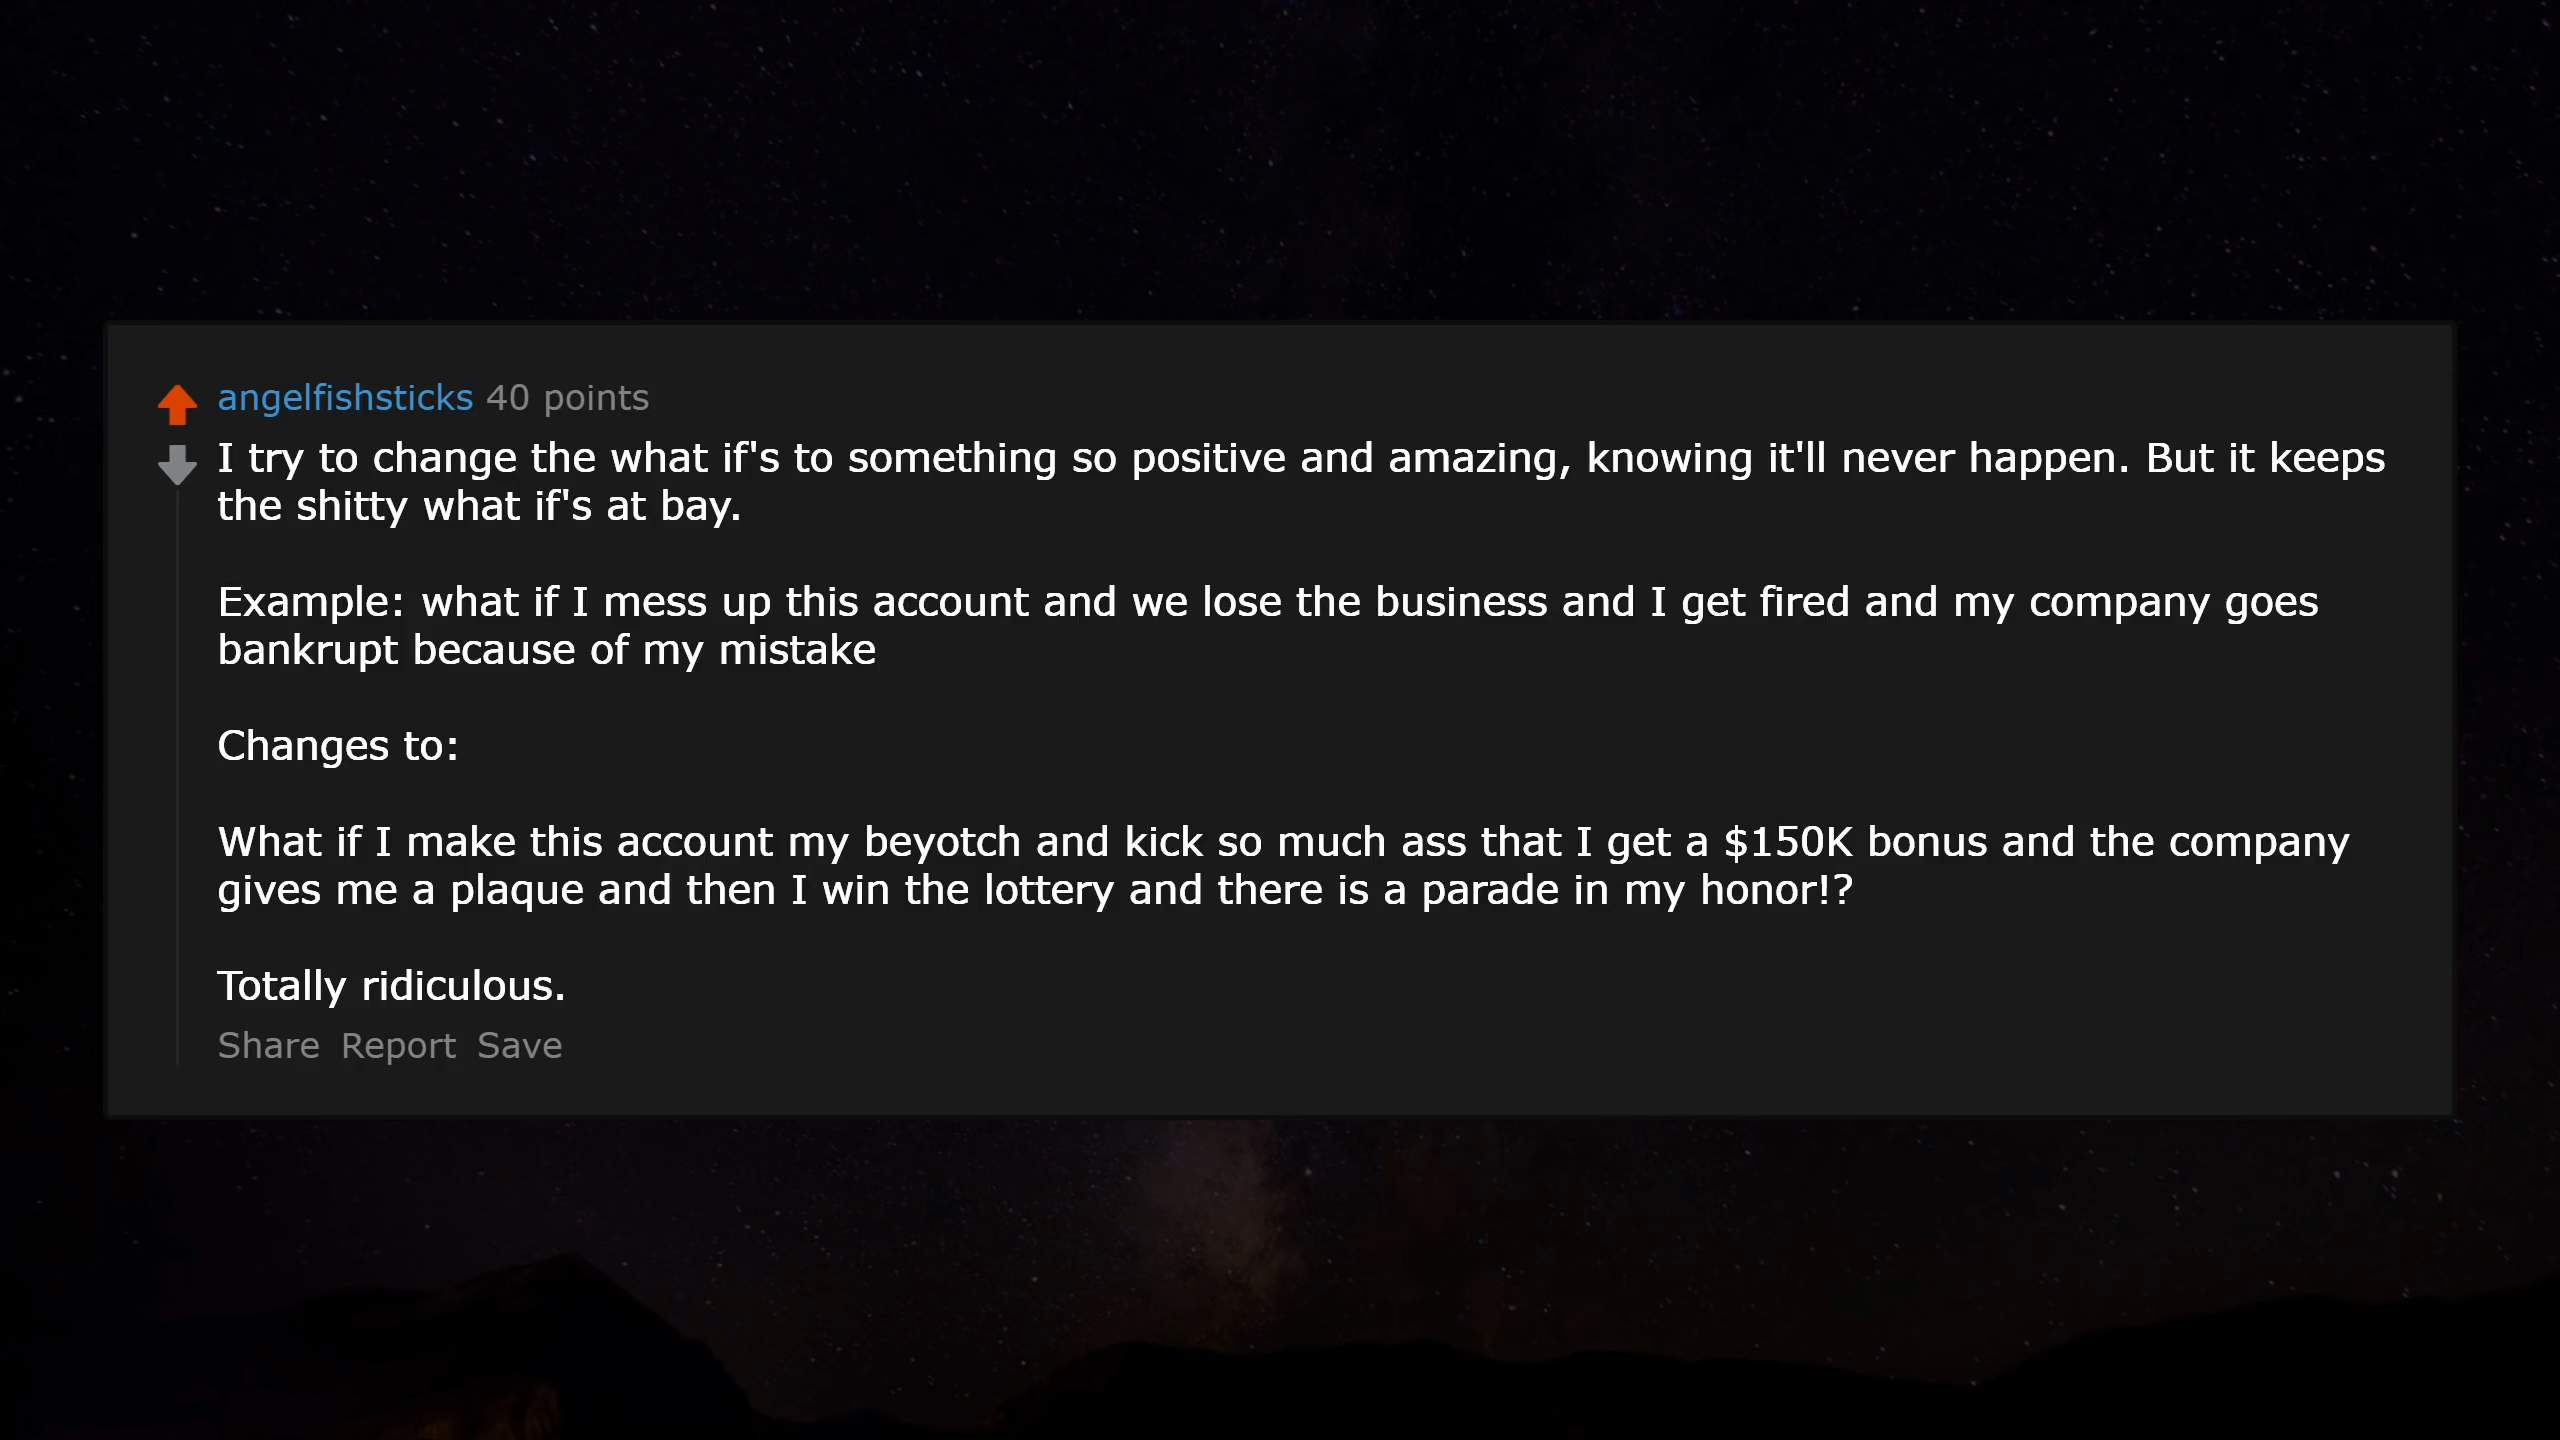 angelfishsticks 40 points
I try to change the what if's to something so positive and amazing, knowing it'll never happen. But it keeps
the shitty what if's at bay.
Example: what if I mess up this account and we lose the business and I get fired and my company goes
bankrupt because of my mistake
Changes to:
What if I make this account my beyotch and kick so much ass that I get a $150K bonus and the company
gives me a plaque and then I win the lottery and there is a parade in my honor!?
Totally ridiculous.
Share Report Save